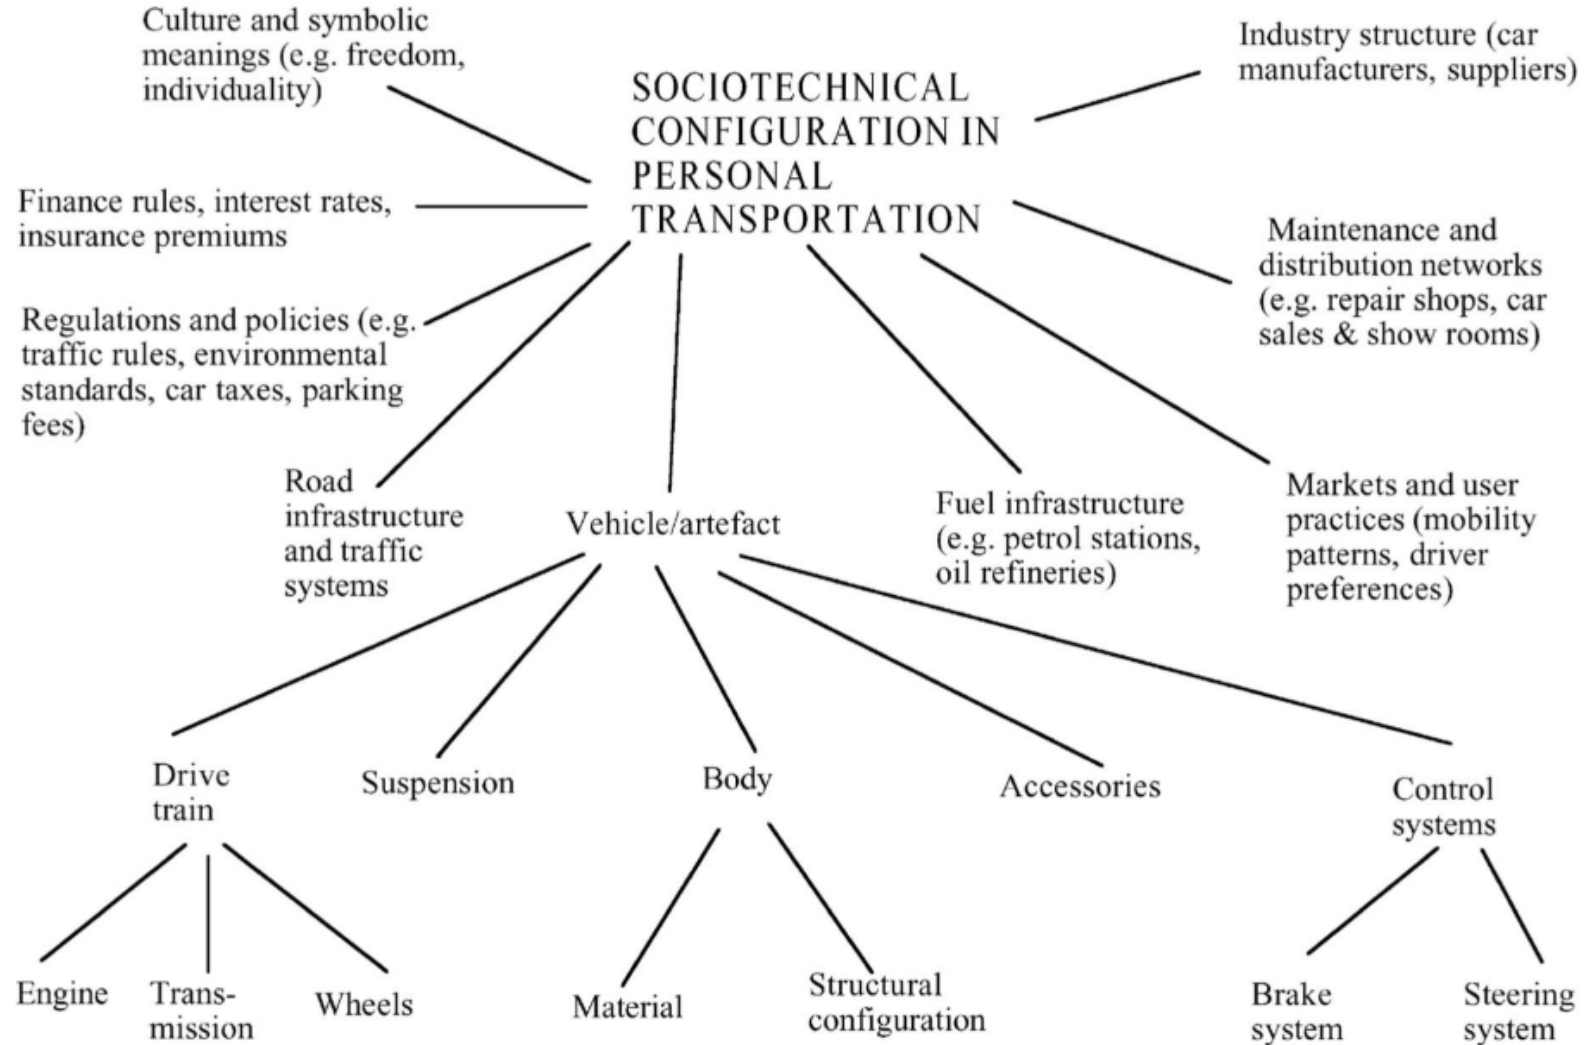 Culture and symbolic
meanings (e.g. freedom,
individuality)
SOCIOTECHNICAL
CONFIGURATION IN
PERSONAL
TRANSPORTATION
Industry structure (car
manufacturers, suppliers)
Finance rules, interest rates,
insurance premiums
Maintenance and
distribution networks
(e.g. repair shops, car
sales & show rooms)
Regulations and policies (e.g.
traffic rules, environmental
standards, car taxes, parking
fees)
Road
infrastructure
and traffic
systems
Vehicle/artefact
Fuel infrastructure
(e.g. petrol stations,
oil refineries)
Markets and user
practices (mobility
patterns, driver
preferences)
Drive
train
Suspension
Body
Accessories
Control
systems
Engine
Trans-
mission
Wheels
Material
Structural
configuration
Brake
system
Steering
system